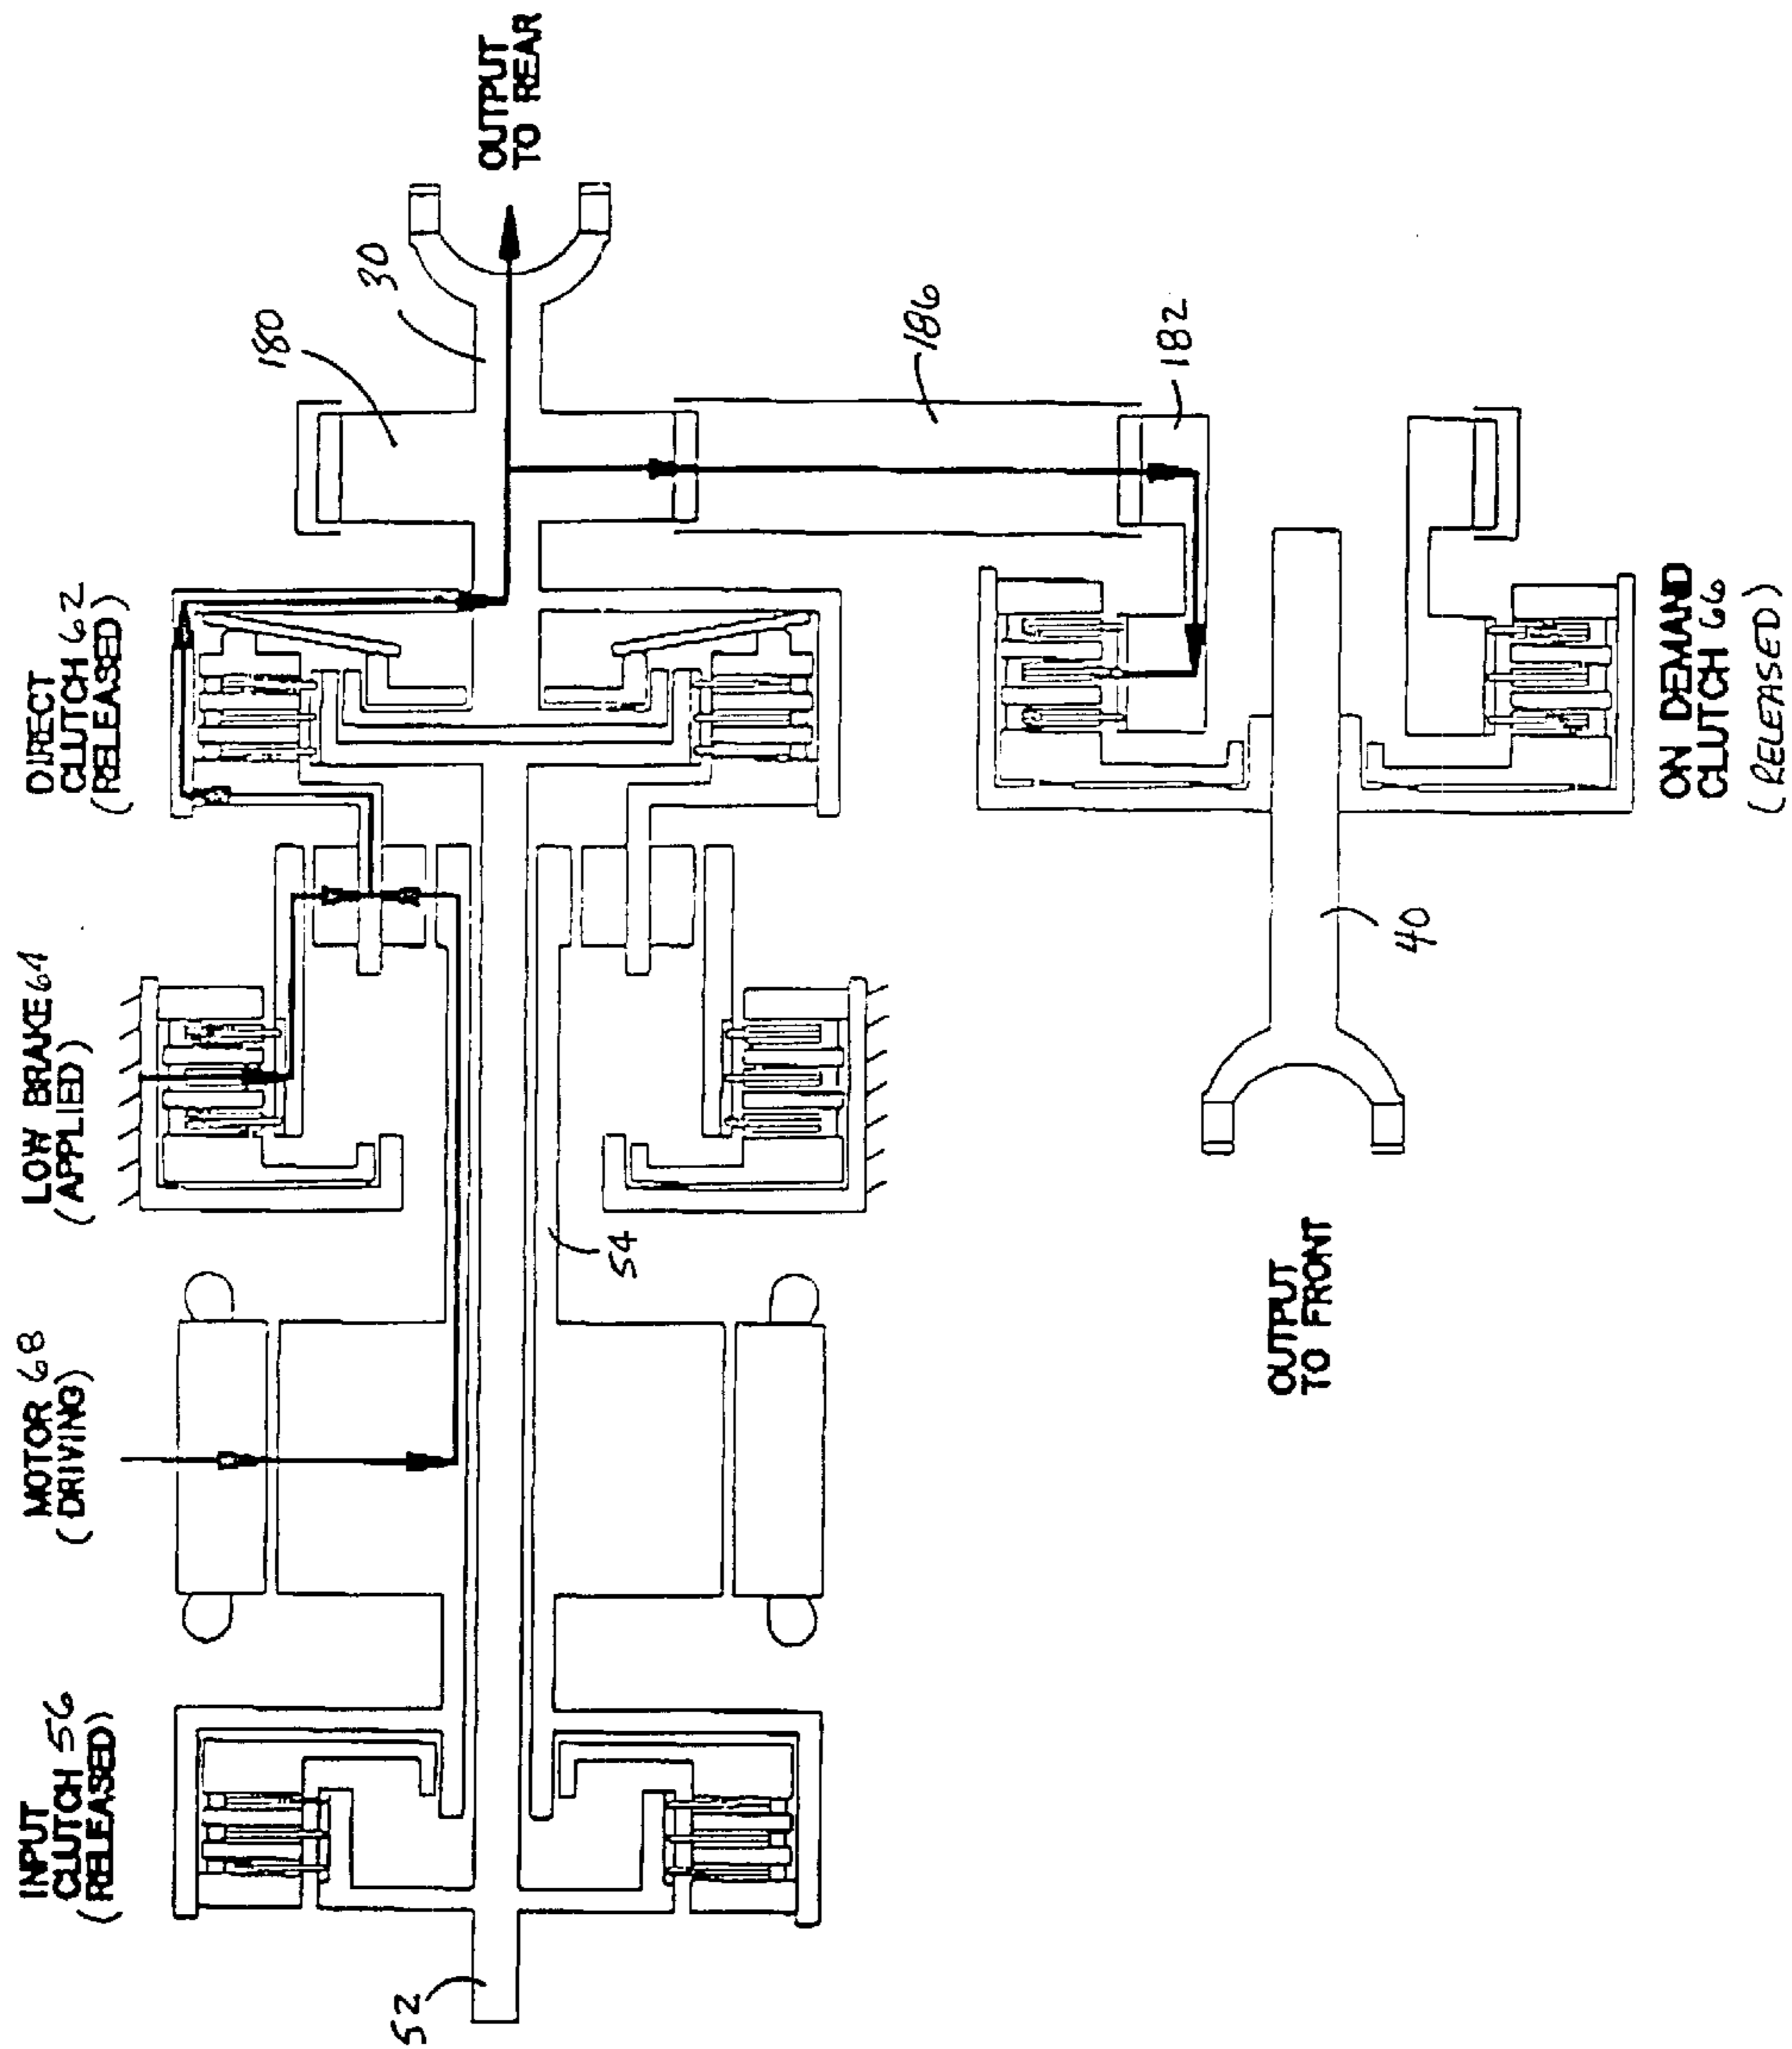 INPUT
CLUTCH 56
(RELEASED)
MOTOR 68
(DRIVING)
LOW BRAKE 64
(APPLIED)
DIRECT
CLUTCH 62
(RELEASED)
OUTPUT
TO REAR
180
30
186
182
54
52
40
OUTPUT
TO FRONT
ON DEMAND
CLUTCH 66
(RELEASED)